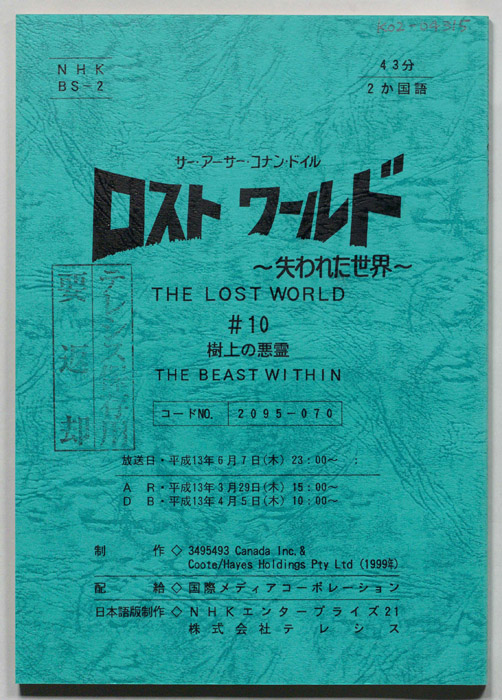 NHK
BS-2
43分
2か国語
サー・アーサー・コナン・ドイル
ロスト ワールド
～失われた世界～
THE LOST WORLD
#10
樹上の悪霊
THE BEAST WITHIN
コードNO. 2095-070
要返却
放送日・平成13年6月7日(木) 23:00～ :
AR・平成13年3月29日(木) 15:00～
DB・平成13年4月5日(木) 10:00～
制作◇3495493 Canada Inc.&
Coote/Hayes Holdings Pty Ltd (1999年)
配給◇国際メディアコーポレーション
日本語版制作◇NHKエンタープライズ21
株式会社テレシス